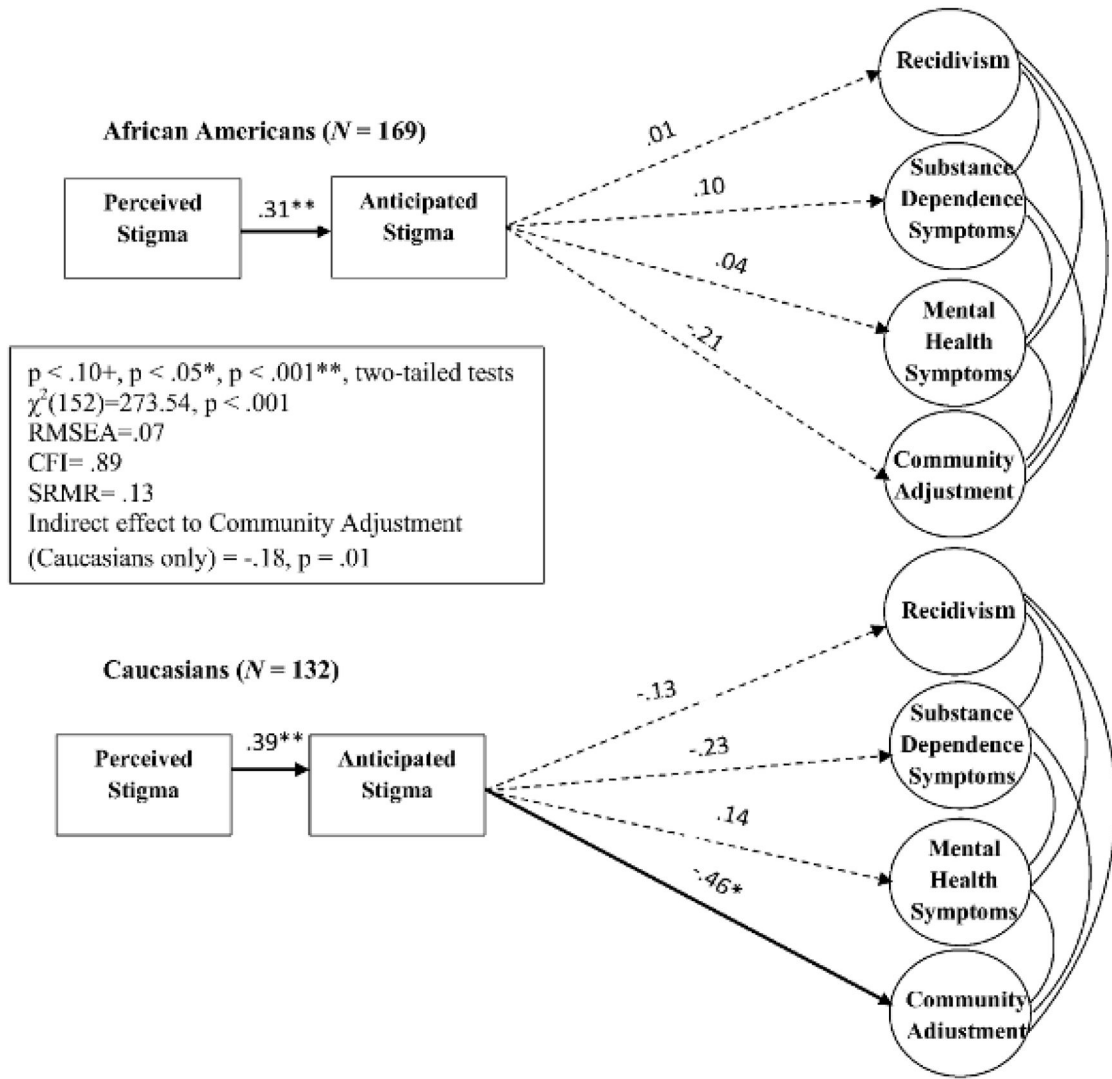 Recidivism
African Americans (N = 169)
.01
Perceived
Stigma
.31**
Anticipated
Stigma
.10
Substance
Dependence
Symptoms
.04
Mental
Health
Symptoms
-.21
Community
Adjustment
p < .10+, p < .05*, p < .001**, two-tailed tests
χ²(152)=273.54, p < .001
RMSEA=.07
CFI= .89
SRMR= .13
Indirect effect to Community Adjustment
(Caucasians only) = -.18, p = .01
Recidivism
Caucasians (N = 132)
-.13
Perceived
Stigma
.39**
Anticipated
Stigma
-.23
Substance
Dependence
Symptoms
.14
Mental
Health
Symptoms
-.46*
Community
Adiustment